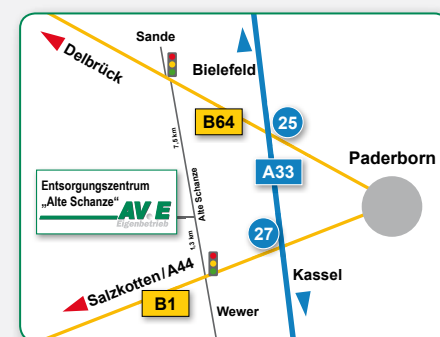 Sande
Delbrück
Bielefeld
B64
25
7,5 km
A33
Paderborn
Entsorgungszentrum
„Alte Schanze“
AV.E
Eigenbetrieb
Alte Schanze
27
1,3 km
Salzkotten/A44
Kassel
B1
Wewer